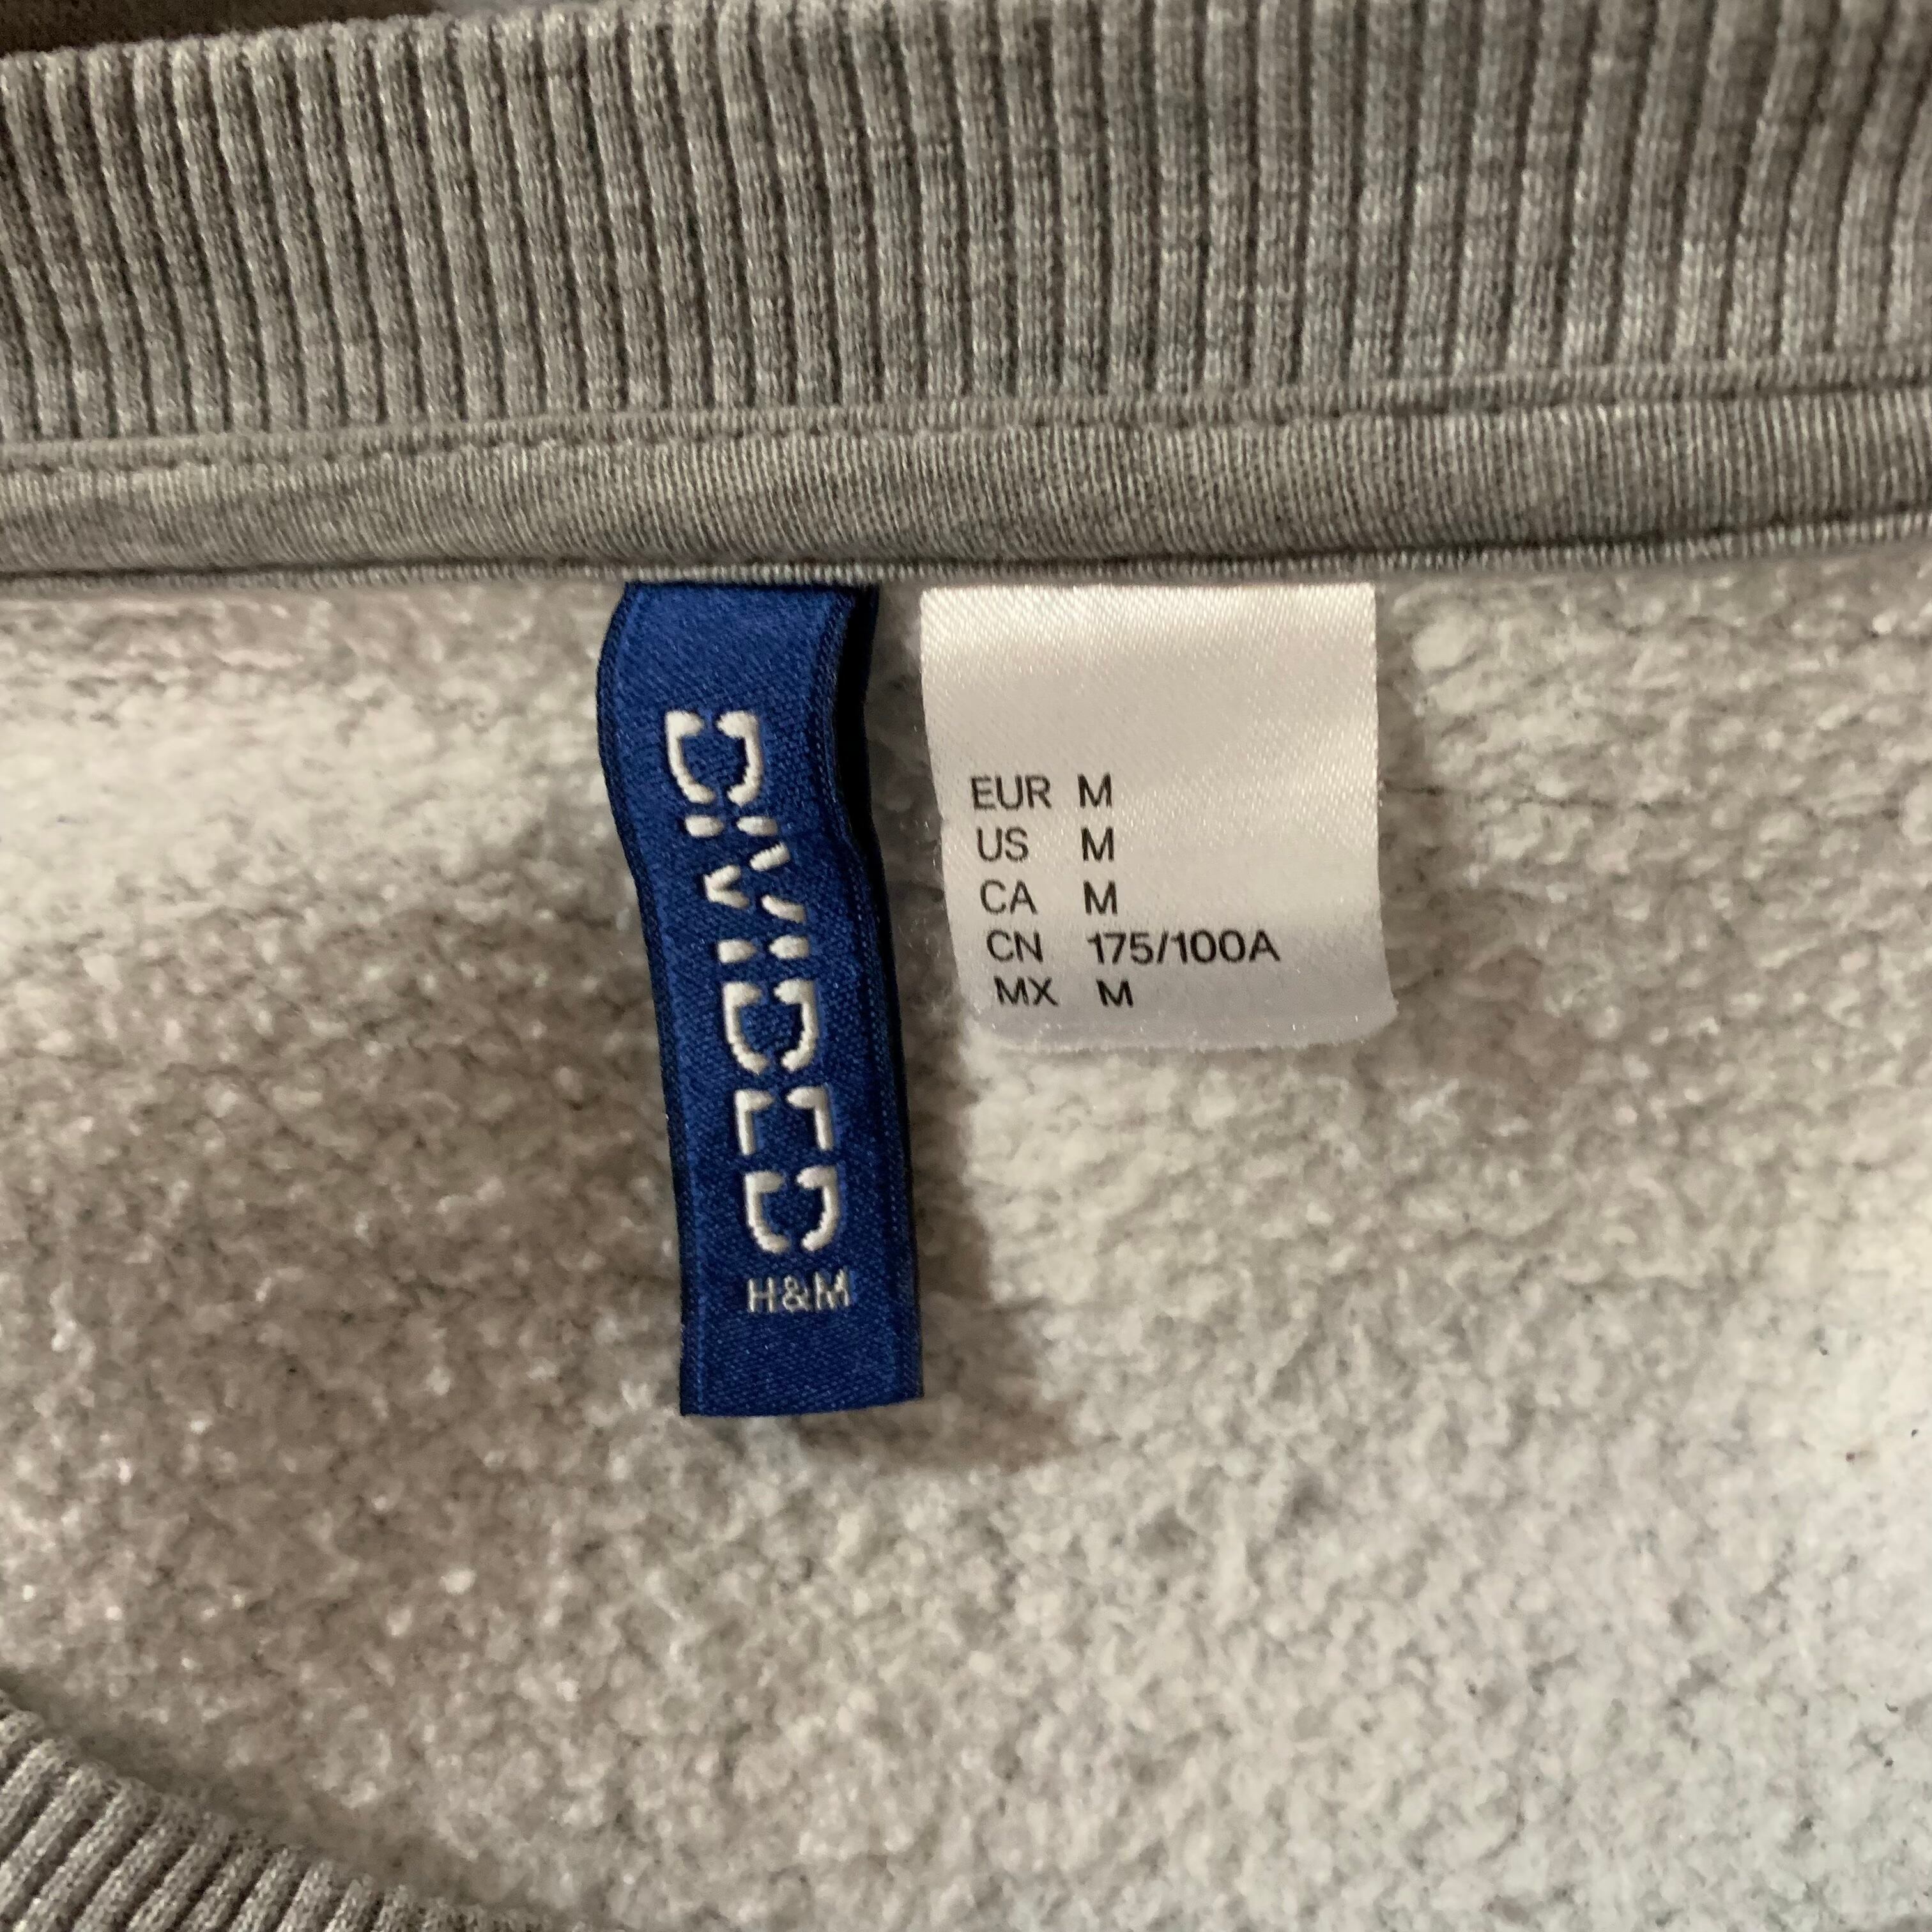 DIVIDED
H&M
EUR M
US M
CA M
CN 175/100A
MX M